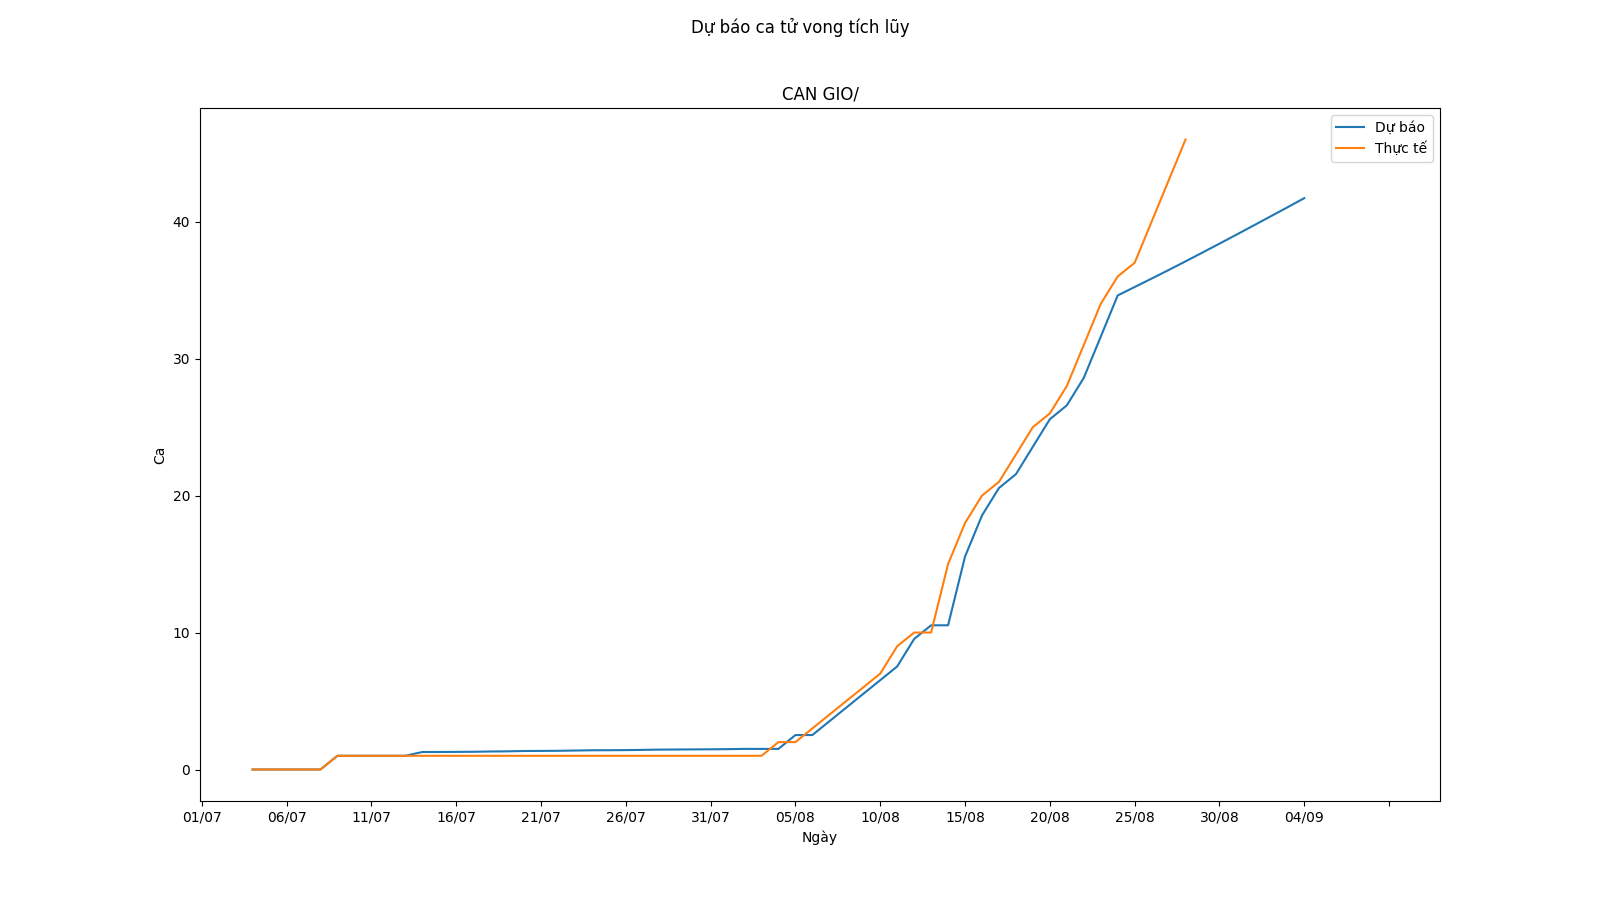 Dự báo ca tử vong tích lũy
CAN GIO/
Dự báo
Thực tế
40
30
20
10
0
Ca
01/07 06/07 11/07 16/07 21/07 26/07 31/07 05/08 10/08 15/08 20/08 25/08 30/08 04/09
Ngày